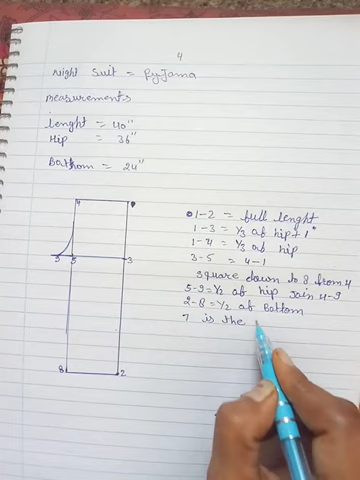 4
Night Suit = PyJama
measurements
Lenght = 40"
Hip = 36"
Bathom = 24"
1-2 = full lenght
1-3 = 1/3 of hip + 1"
1-4 = 1/3 of hip
3-5 = 4-1
square down to 8 from 4
5-9 = 1/2 of hip Join 4-9
2-8 = 1/2 of Bottom
7 is the
4
5
3
8
2